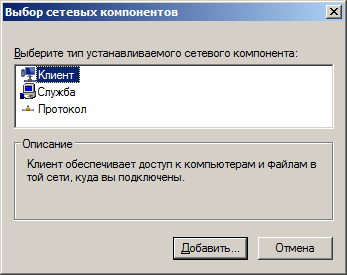 Выбор сетевых компонентов
Выберите тип устанавливаемого сетевого компонента:
Клиент
Служба
Протокол
Описание
Клиент обеспечивает доступ к компьютерам и файлам в
той сети, куда вы подключены.
Добавить... Отмена